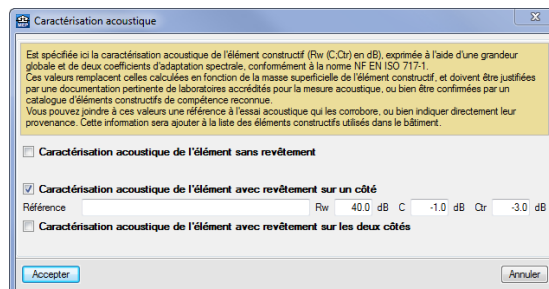 Caractérisation acoustique
Est spécifiée ici la caractérisation acoustique de l'élément constructif (Rw (C;Ctr) en dB), exprimée à l'aide d'une grandeur
globale et de deux coefficients d'adaptation spectrale, conformément à la norme NF EN ISO 717-1.
Ces valeurs remplacent celles calculées en fonction de la masse superficielle de l'élément constructif, et doivent être justifiées
par une documentation pertinente de laboratoires accrédités pour la mesure acoustique, ou bien être confirmées par un
catalogue d'éléments constructifs de compétence reconnue.
Vous pouvez joindre à ces valeurs une référence à l'essai acoustique qui les corrobore, ou bien indiquer directement leur
provenance. Cette information sera ajouter à la liste des éléments constructifs utilisés dans le bâtiment.
Caractérisation acoustique de l'élément sans revêtement
Caractérisation acoustique de l'élément avec revêtement sur un côté
Référence Rw 40.0 dB C -1.0 dB Ctr -3.0 dB
Caractérisation acoustique de l'élément avec revêtement sur les deux côtés
Accepter Annuler